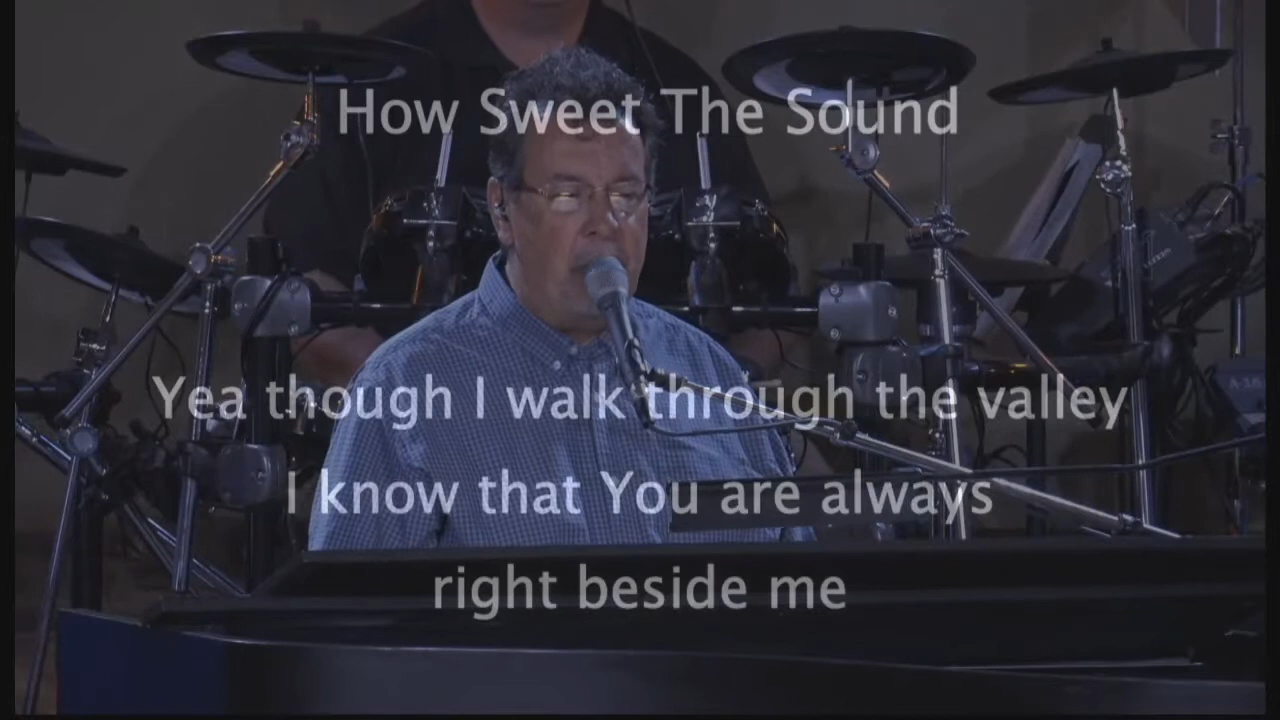 How Sweet The Sound
Yea though I walk through the valley
I know that You are always
right beside me